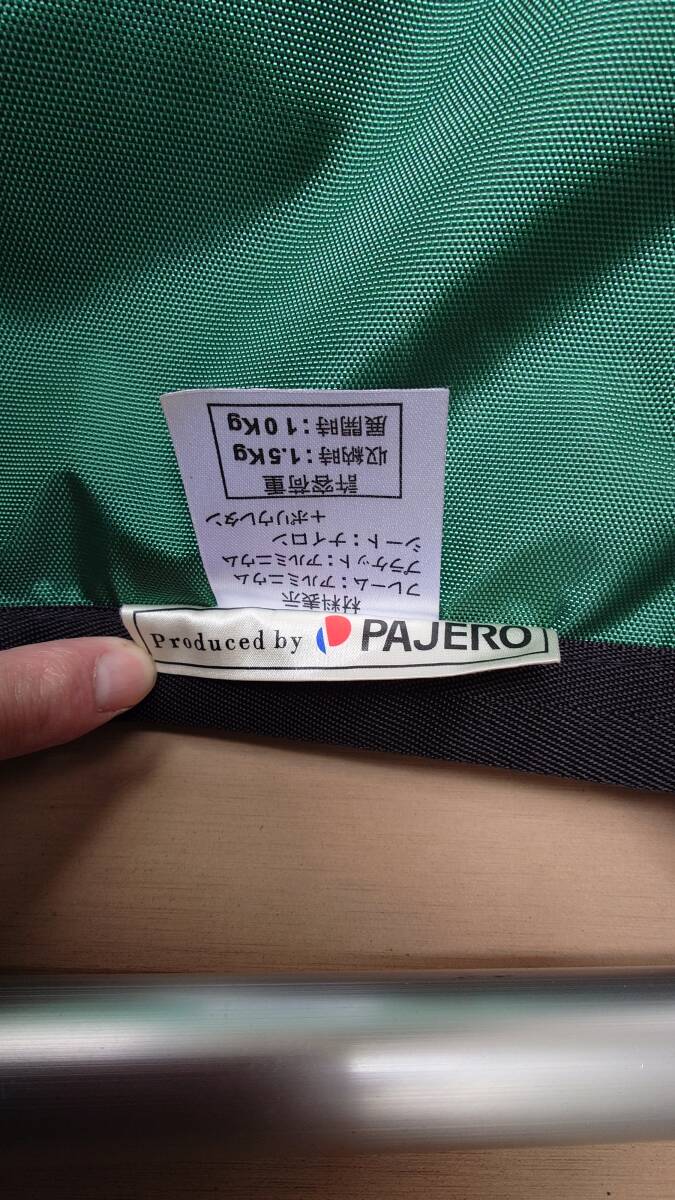 材料表示
フレーム：アルミニウム
ブラケット：アルミニウム
シート：ナイロン
＋ポリウレタン
許容荷重
収納時：1.5Kg
展開時：10Kg
Produced by PAJERO